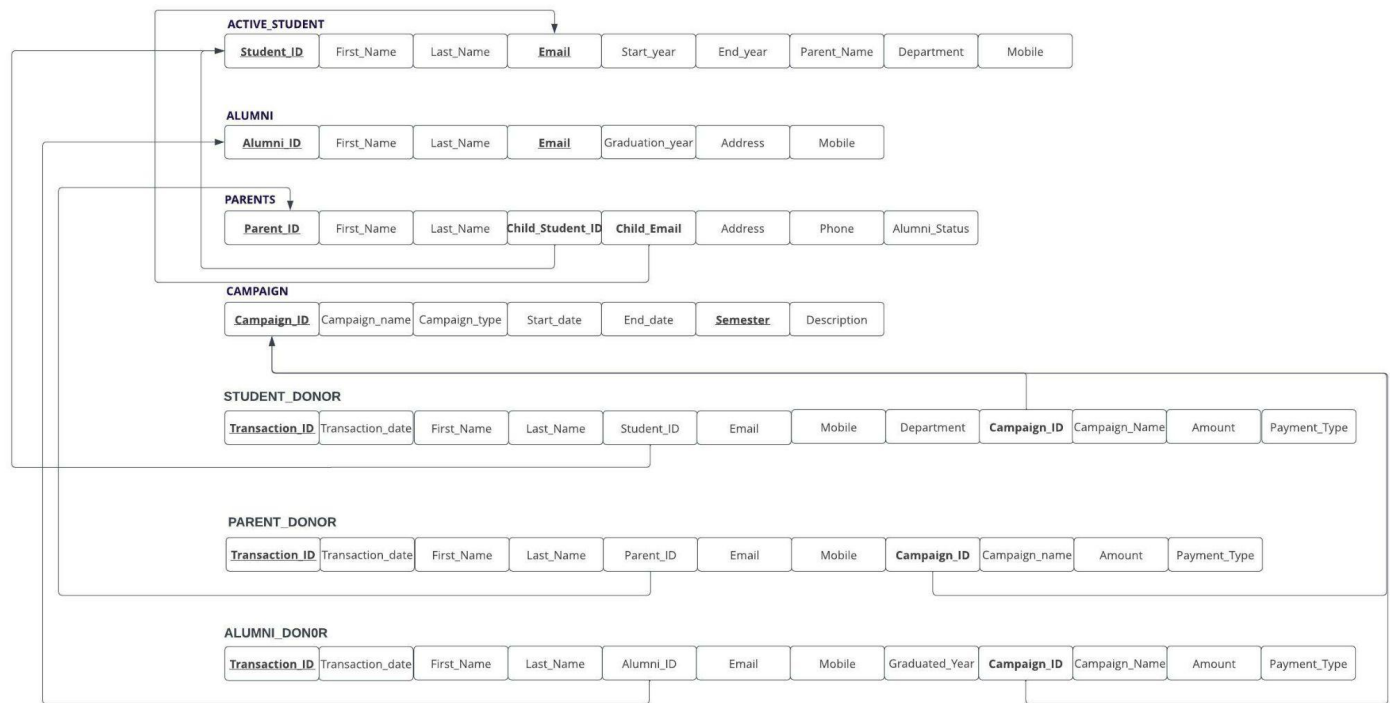 ACTIVE_STUDENT
Student_ID First_Name Last_Name Email Start_year End_year Parent_Name Department Mobile
ALUMNI
Alumni_ID First_Name Last_Name Email Graduation_year Address Mobile
PARENTS
Parent_ID First_Name Last_Name Child_Student_ID Child_Email Address Phone Alumni_Status
CAMPAIGN
Campaign_ID Campaign_name Campaign_type Start_date End_date Semester Description
STUDENT_DONOR
Transaction_ID Transaction_date First_Name Last_Name Student_ID Email Mobile Department Campaign_ID Campaign_Name Amount Payment_Type
PARENT_DONOR
Transaction_ID Transaction_date First_Name Last_Name Parent_ID Email Mobile Campaign_ID Campaign_name Amount Payment_Type
ALUMNI_DON0R
Transaction_ID Transaction_date First_Name Last_Name Alumni_ID Email Mobile Graduated_Year Campaign_ID Campaign_Name Amount Payment_Type